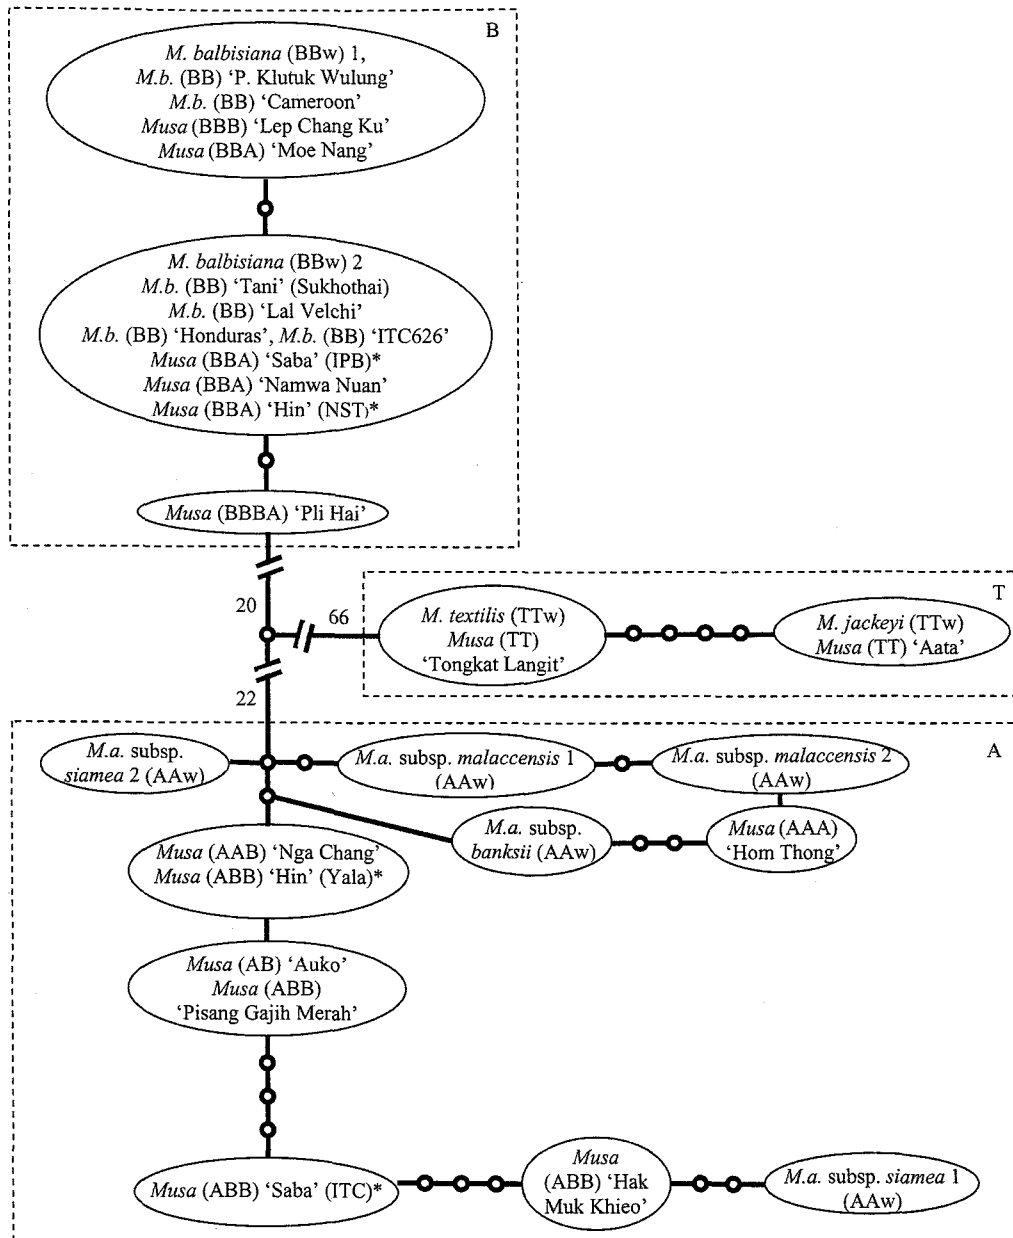 B
M. balbisiana (BBw) 1,
M.b. (BB) ‘P. Klutuk Wulung’
M.b. (BB) ‘Cameroon’
Musa (BBB) ‘Lep Chang Ku’
Musa (BBA) ‘Moe Nang’
M. balbisiana (BBw) 2
M.b. (BB) ‘Tani’ (Sukhothai)
M.b. (BB) ‘Lal Velchi’
M.b. (BB) ‘Honduras’, M.b. (BB) ‘ITC626’
Musa (BBA) ‘Saba’ (IPB)*
Musa (BBA) ‘Namwa Nuan’
Musa (BBA) ‘Hin’ (NST)*
Musa (BBBA) ‘Pli Hai’
20
66
T
M. textilis (TTw)
Musa (TT)
‘Tongkat Langit’
M. jackeyi (TTw)
Musa (TT) ‘Aata’
22
A
M.a. subsp.
siamea 2 (AAw)
M.a. subsp. malaccensis 1
(AAw)
M.a. subsp. malaccensis 2
(AAw)
M.a. subsp.
banksii (AAw)
Musa (AAA)
‘Hom Thong’
Musa (AAB) ‘Nga Chang’
Musa (ABB) ‘Hin’ (Yala)*
Musa (AB) ‘Auko’
Musa (ABB)
‘Pisang Gajih Merah’
Musa (ABB) ‘Saba’ (ITC)*
Musa
(ABB) ‘Hak
Muk Khieo’
M.a. subsp. siamea 1
(AAw)